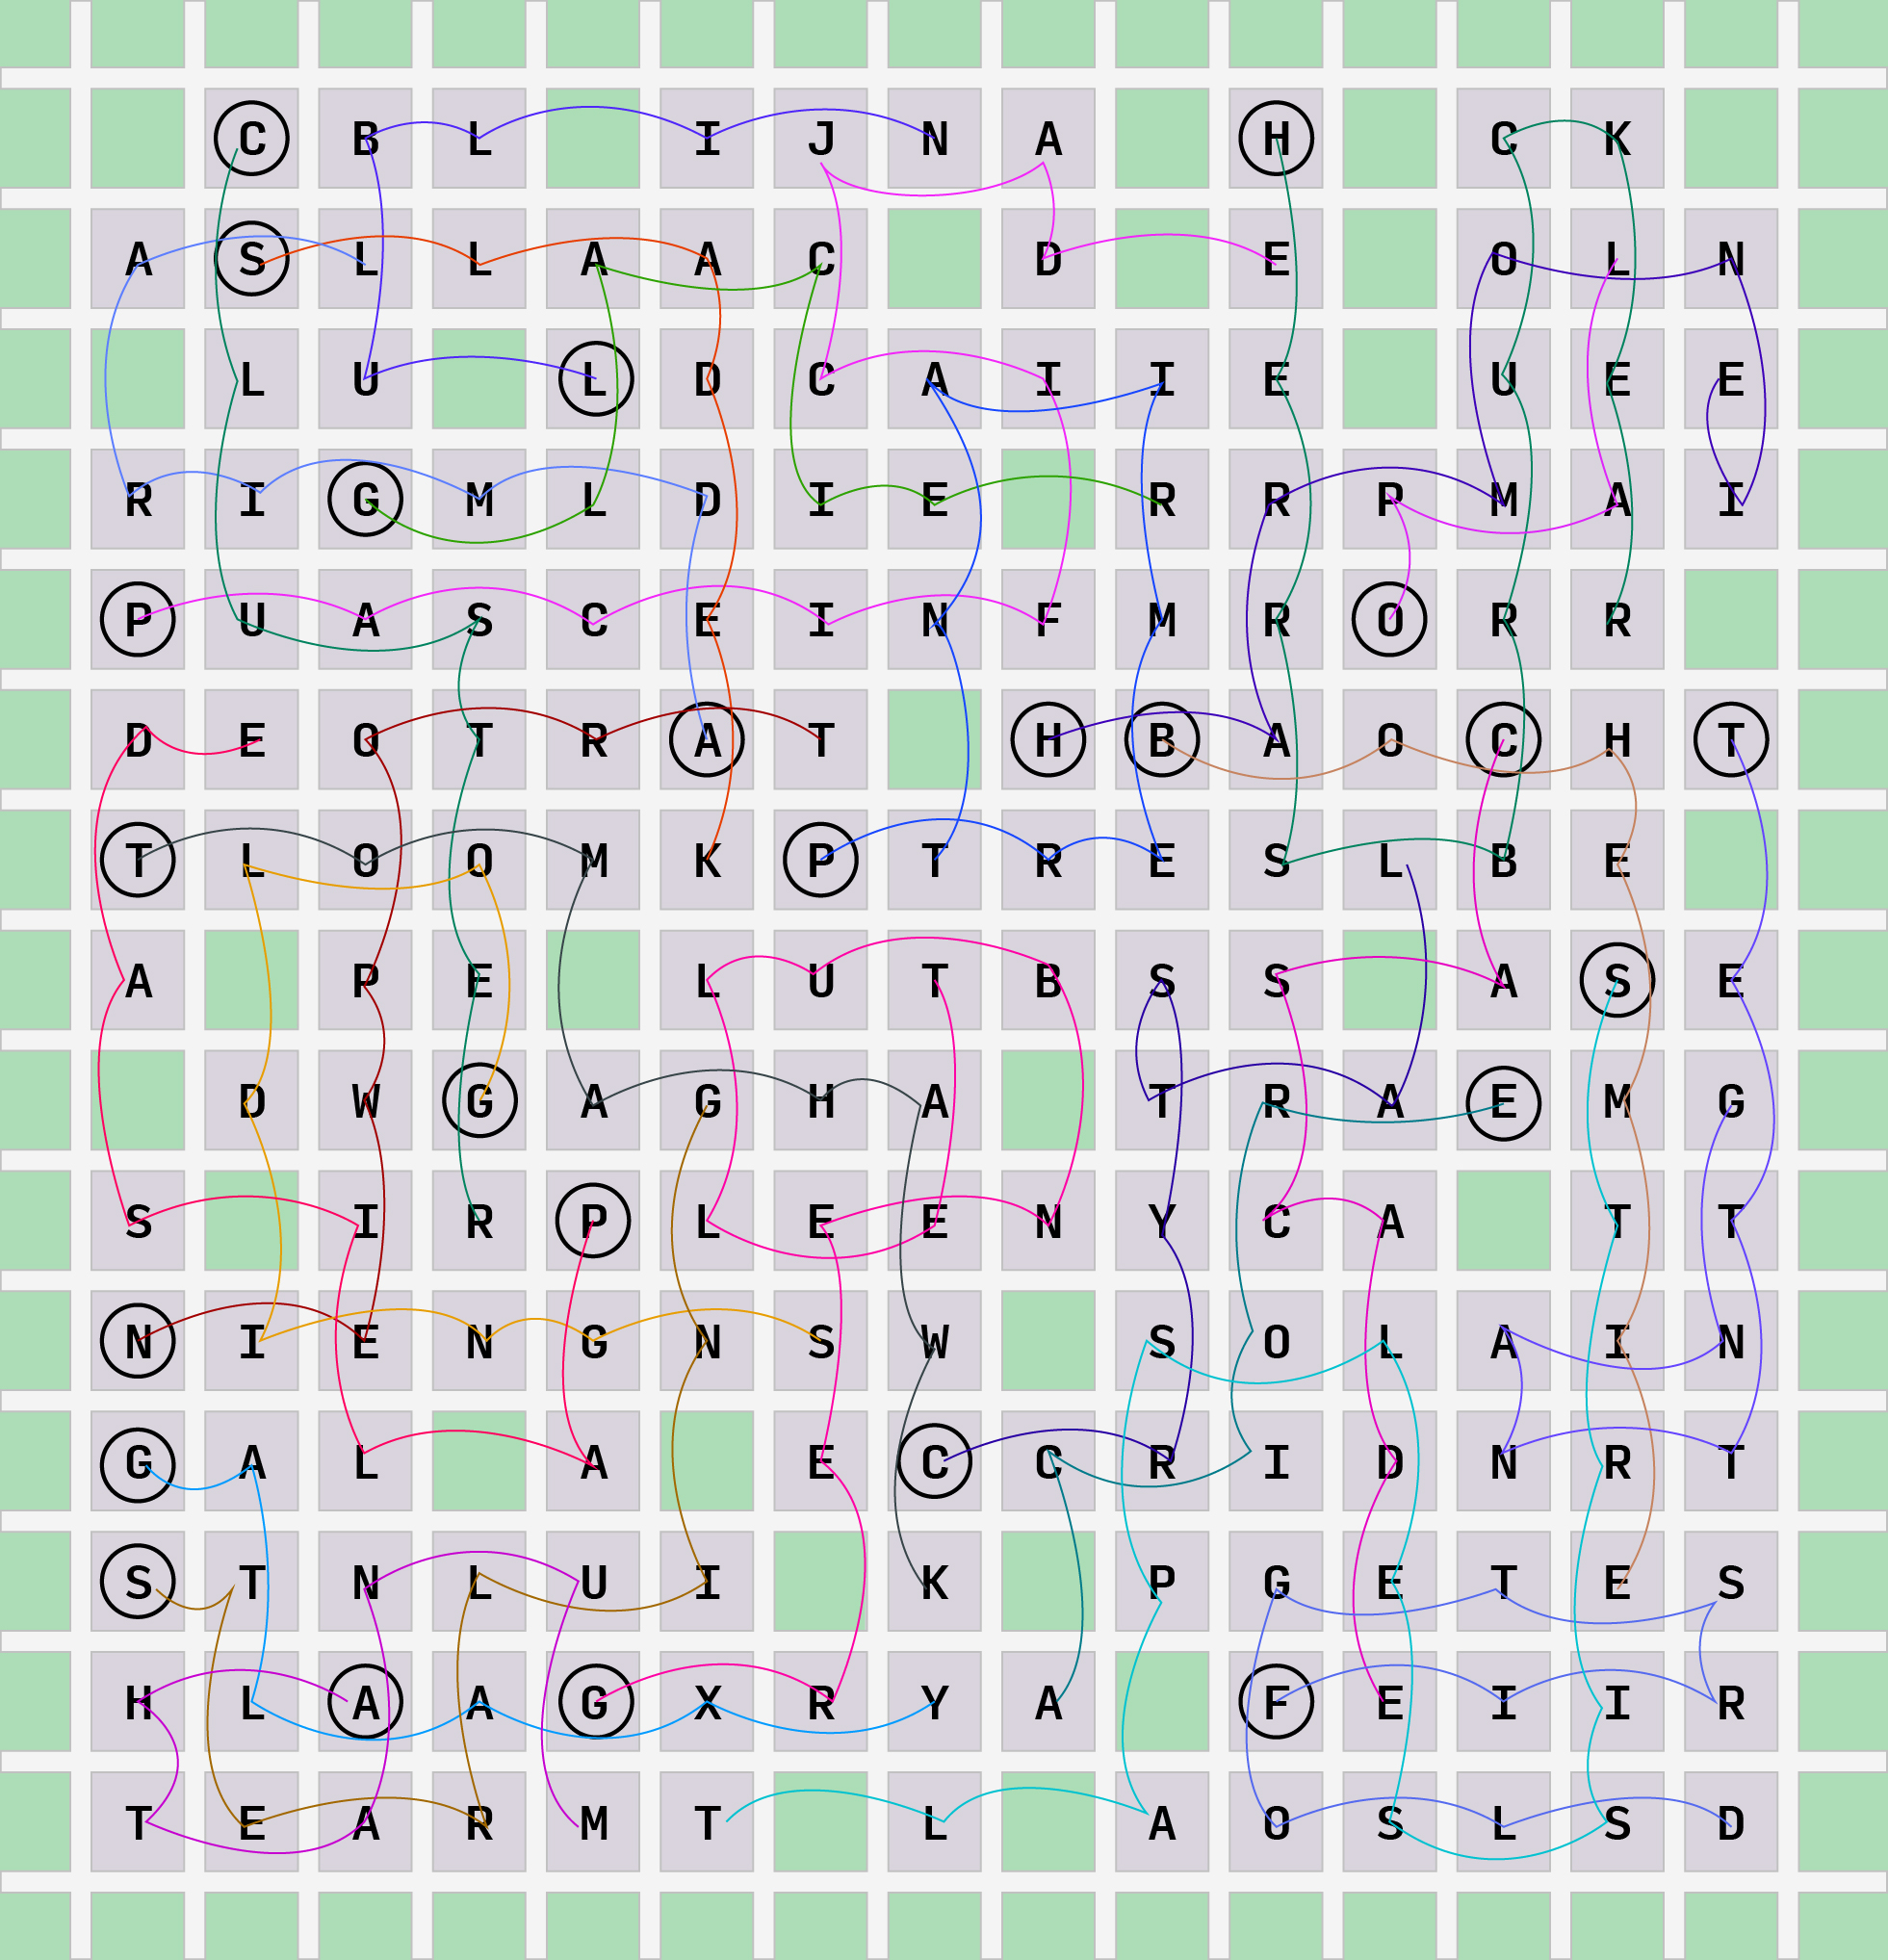 C B L I J N A H C K
A S L L A A C D E O L N
L U L D C A I I E U E E
R I G M L D I E R R P M A I
P U A S C E I N F M R O R R
D E O T R A T H B A O C H T
T L O O M K P T R E S L B E
A P E L U T B S S A S E
D W G A G H A T R A E M G
S I R P L E E N Y C A T T
N I E N G N S W S O L A I N
G A L A E C C R I D N R T
S T N L U I K P G E T E S
H L A A G X R Y A F E I I R
T E A R M T L A O S L S D